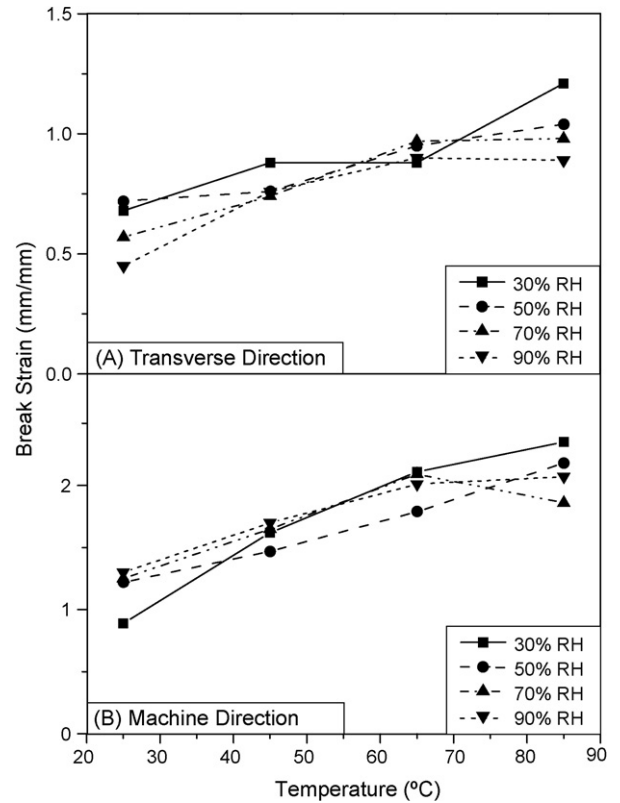 1.5
1.0
0.5
0.0
30% RH
50% RH
70% RH
90% RH
(A) Transverse Direction
Break Strain (mm/mm)
2
1
0
30% RH
50% RH
70% RH
90% RH
(B) Machine Direction
20 30 40 50 60 70 80 90
Temperature (ºC)